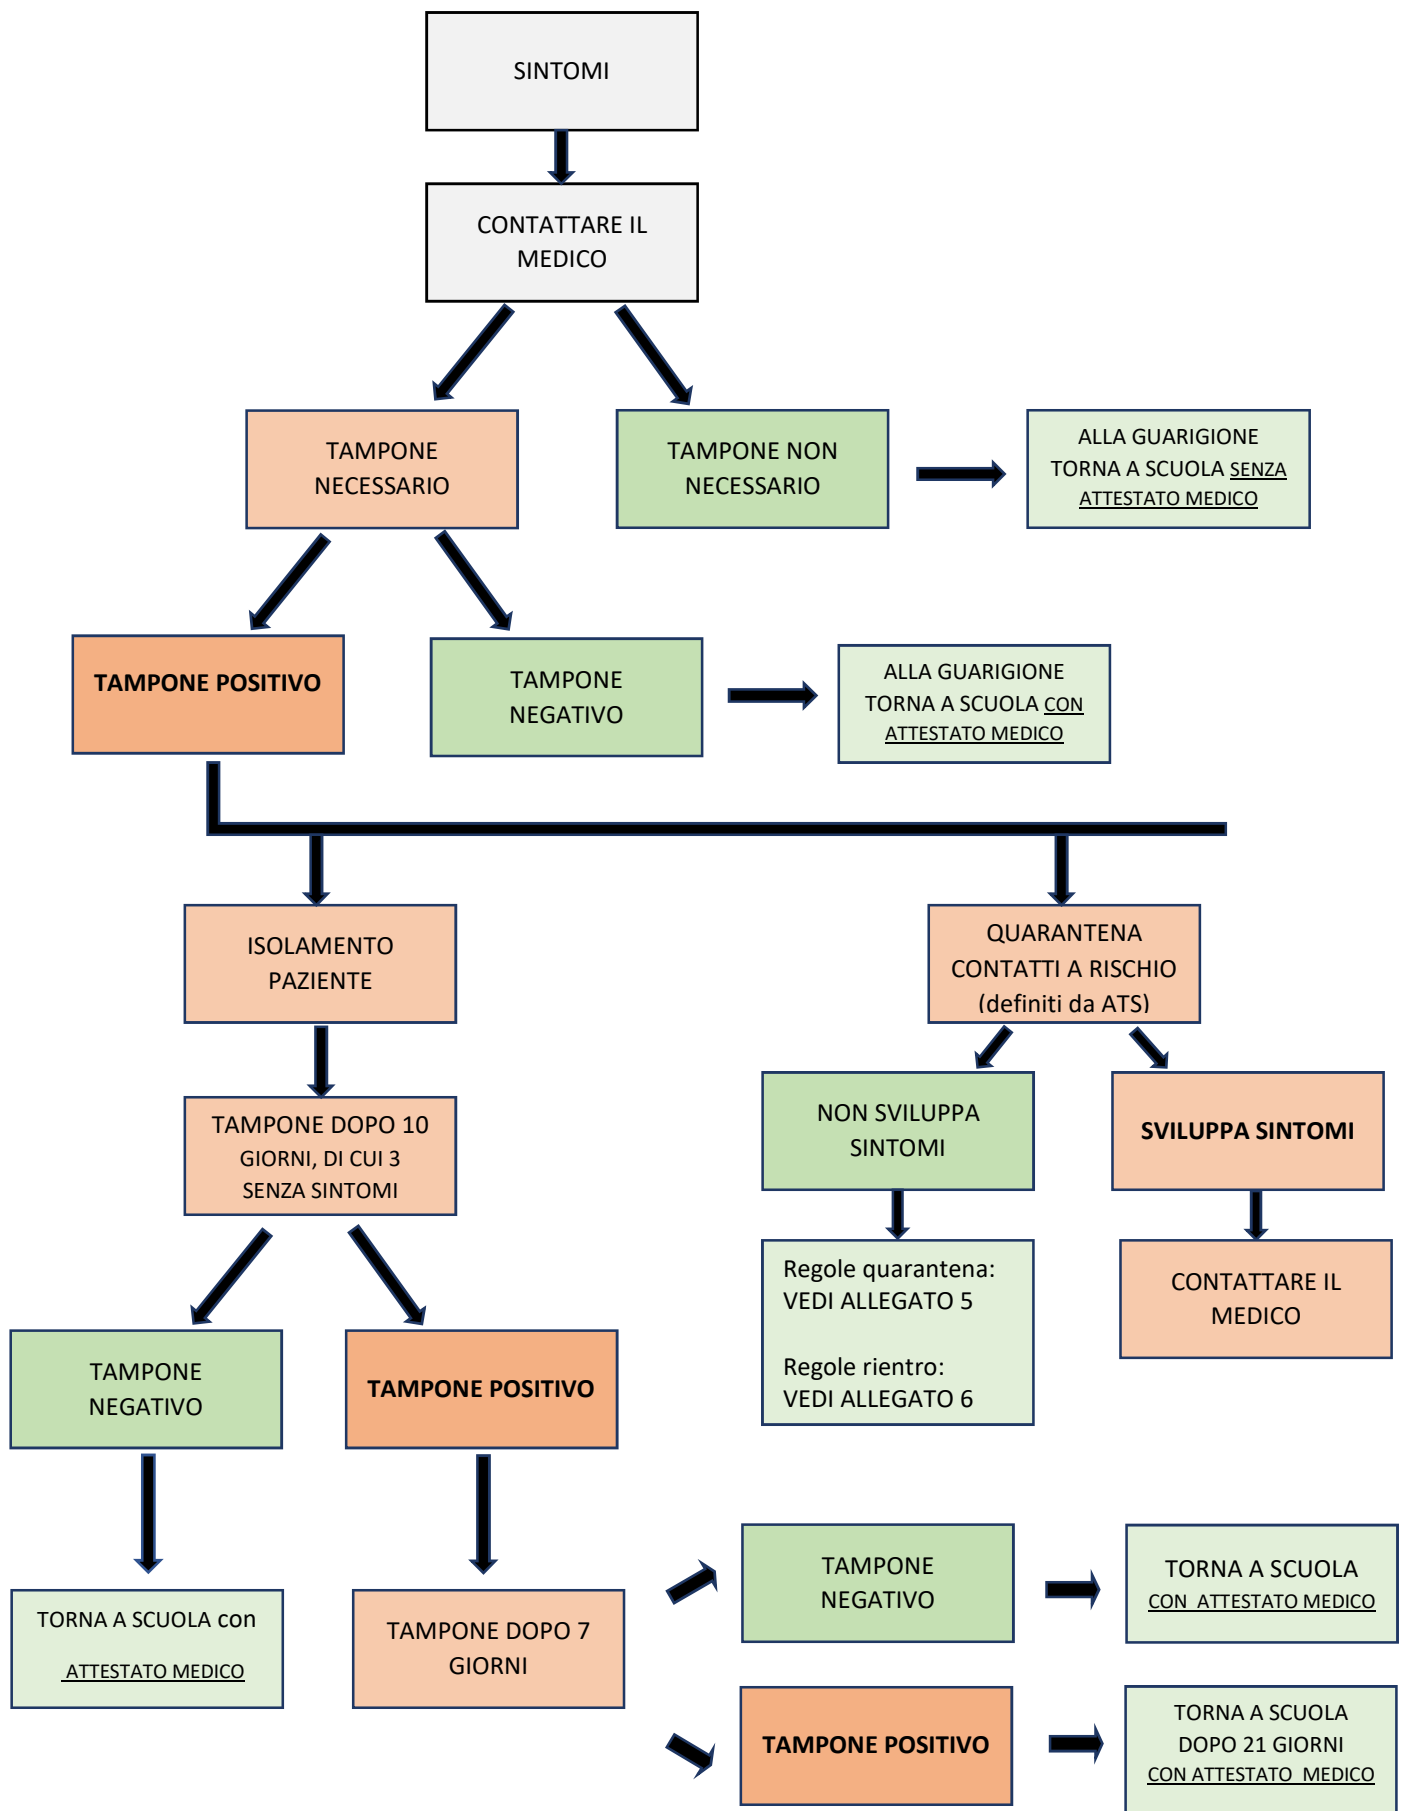 SINTOMI
CONTATTARE IL
MEDICO
TAMPONE
NECESSARIO
TAMPONE NON
NECESSARIO
ALLA GUARIGIONE
TORNA A SCUOLA SENZA
ATTESTATO MEDICO
TAMPONE POSITIVO
TAMPONE
NEGATIVO
ALLA GUARIGIONE
TORNA A SCUOLA CON
ATTESTATO MEDICO
ISOLAMENTO
PAZIENTE
QUARANTENA
CONTATTI A RISCHIO
(definiti da ATS)
TAMPONE DOPO 10
GIORNI, DI CUI 3
SENZA SINTOMI
NON SVILUPPA
SINTOMI
SVILUPPA SINTOMI
Regole quarantena:
VEDI ALLEGATO 5
Regole rientro:
VEDI ALLEGATO 6
CONTATTARE IL
MEDICO
TAMPONE
NEGATIVO
TAMPONE POSITIVO
TORNA A SCUOLA con
ATTESTATO MEDICO
TAMPONE DOPO 7
GIORNI
TAMPONE
NEGATIVO
TORNA A SCUOLA
CON ATTESTATO MEDICO
TAMPONE POSITIVO
TORNA A SCUOLA
DOPO 21 GIORNI
CON ATTESTATO MEDICO